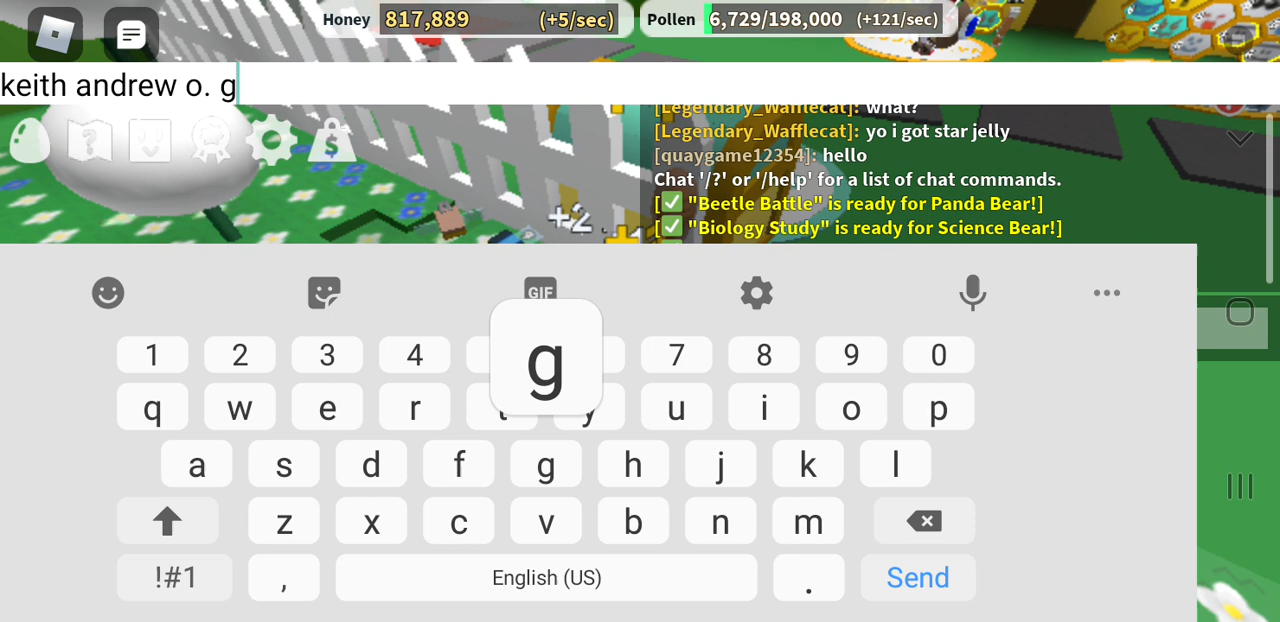 Honey 817,889 (+5/sec) Pollen 6,729/198,000 (+121/sec)
keith andrew o. g
[Legendary_Wafflecat]: what?
[Legendary_Wafflecat]: yo i got star jelly
[quaygame12354]: hello
Chat '/?' or '/help' for a list of chat commands.
[✅ "Beetle Battle" is ready for Panda Bear!]
[✅ "Biology Study" is ready for Science Bear!]
+2
GIF
g
1 2 3 4 7 8 9 0
q w e r t y u i o p
a s d f g h j k l
z x c v b n m
!#1 , English (US) . Send